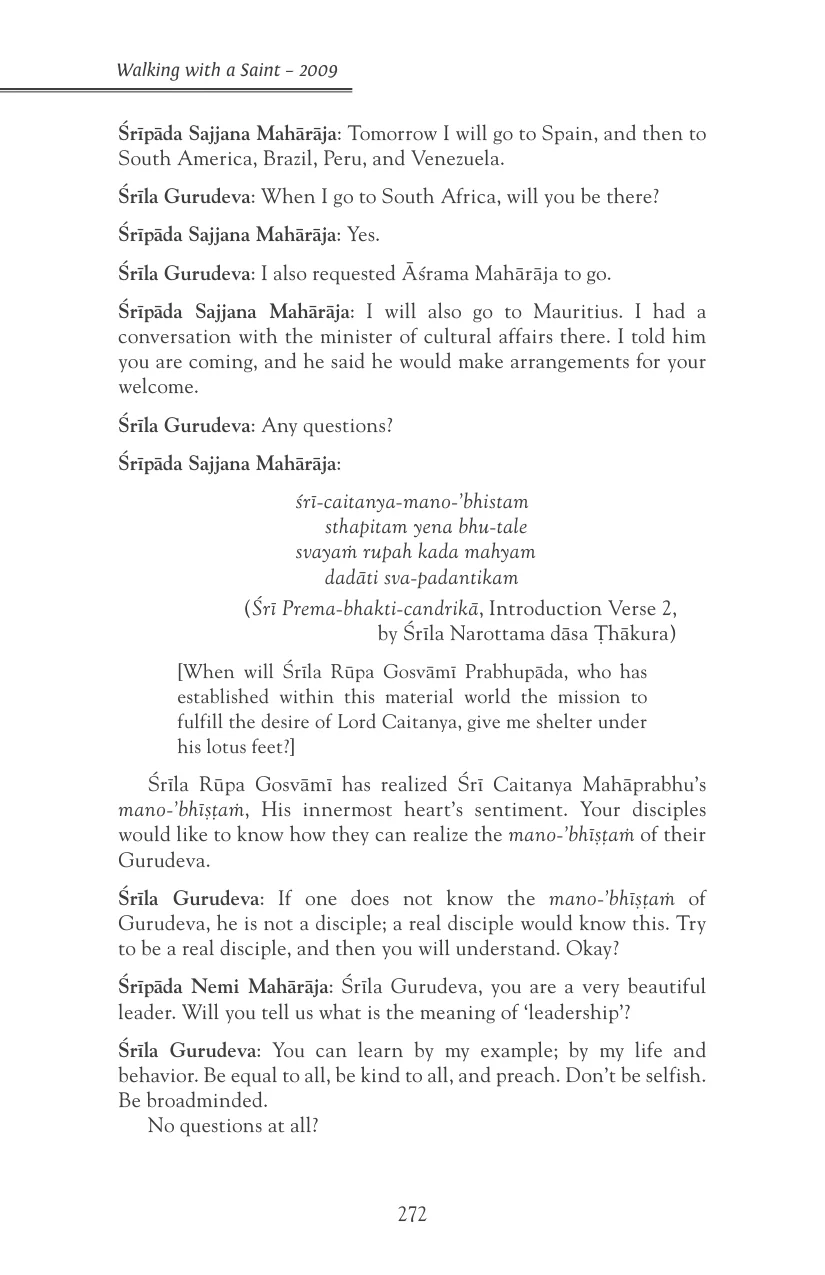 Walking with a Saint – 2009
Śrīpāda Sajjana Mahārāja: Tomorrow I will go to Spain, and then to
South America, Brazil, Peru, and Venezuela.
Śrīla Gurudeva: When I go to South Africa, will you be there?
Śrīpāda Sajjana Mahārāja: Yes.
Śrīla Gurudeva: I also requested Āśrama Mahārāja to go.
Śrīpāda Sajjana Mahārāja: I will also go to Mauritius. I had a
conversation with the minister of cultural affairs there. I told him
you are coming, and he said he would make arrangements for your
welcome.
Śrīla Gurudeva: Any questions?
Śrīpāda Sajjana Mahārāja:
śrī-caitanya-mano-’bhistam
sthapitam yena bhu-tale
svayaṁ rupah kada mahyam
dadāti sva-padantikam
(Śrī Prema-bhakti-candrikā, Introduction Verse 2,
by Śrīla Narottama dāsa Ṭhākura)
[When will Śrīla Rūpa Gosvāmī Prabhupāda, who has
established within this material world the mission to
fulfill the desire of Lord Caitanya, give me shelter under
his lotus feet?]
Śrīla Rūpa Gosvāmī has realized Śrī Caitanya Mahāprabhu’s
mano-’bhīṣṭaṁ, His innermost heart’s sentiment. Your disciples
would like to know how they can realize the mano-’bhīṣṭaṁ of their
Gurudeva.
Śrīla Gurudeva: If one does not know the mano-’bhīṣṭaṁ of
Gurudeva, he is not a disciple; a real disciple would know this. Try
to be a real disciple, and then you will understand. Okay?
Śrīpāda Nemi Mahārāja: Śrīla Gurudeva, you are a very beautiful
leader. Will you tell us what is the meaning of ‘leadership’?
Śrīla Gurudeva: You can learn by my example; by my life and
behavior. Be equal to all, be kind to all, and preach. Don’t be selfish.
Be broadminded.
No questions at all?
272